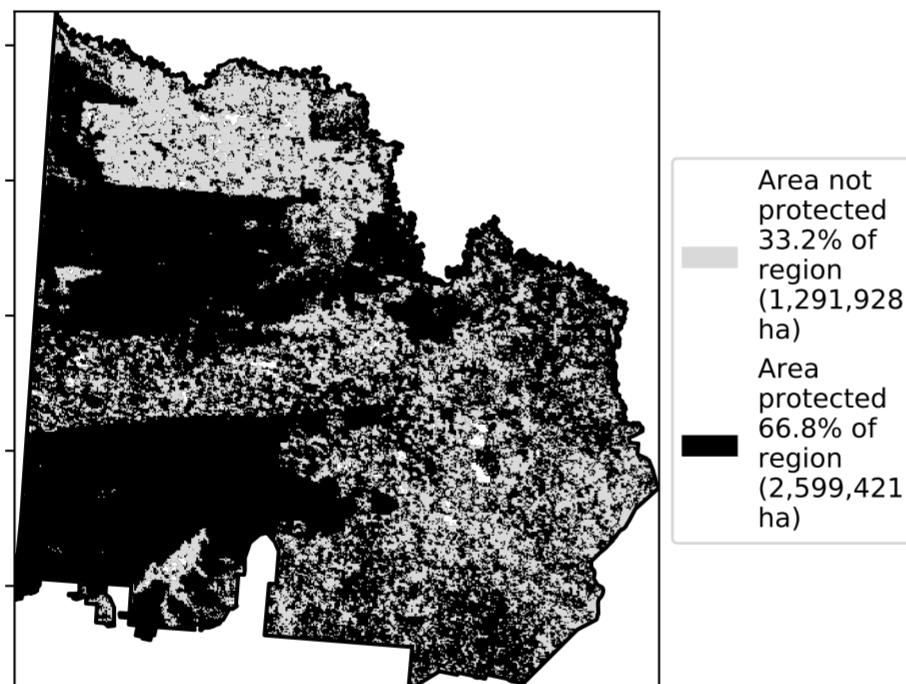 Area not
protected
33.2% of
region
(1,291,928
ha)
Area
protected
66.8% of
region
(2,599,421
ha)